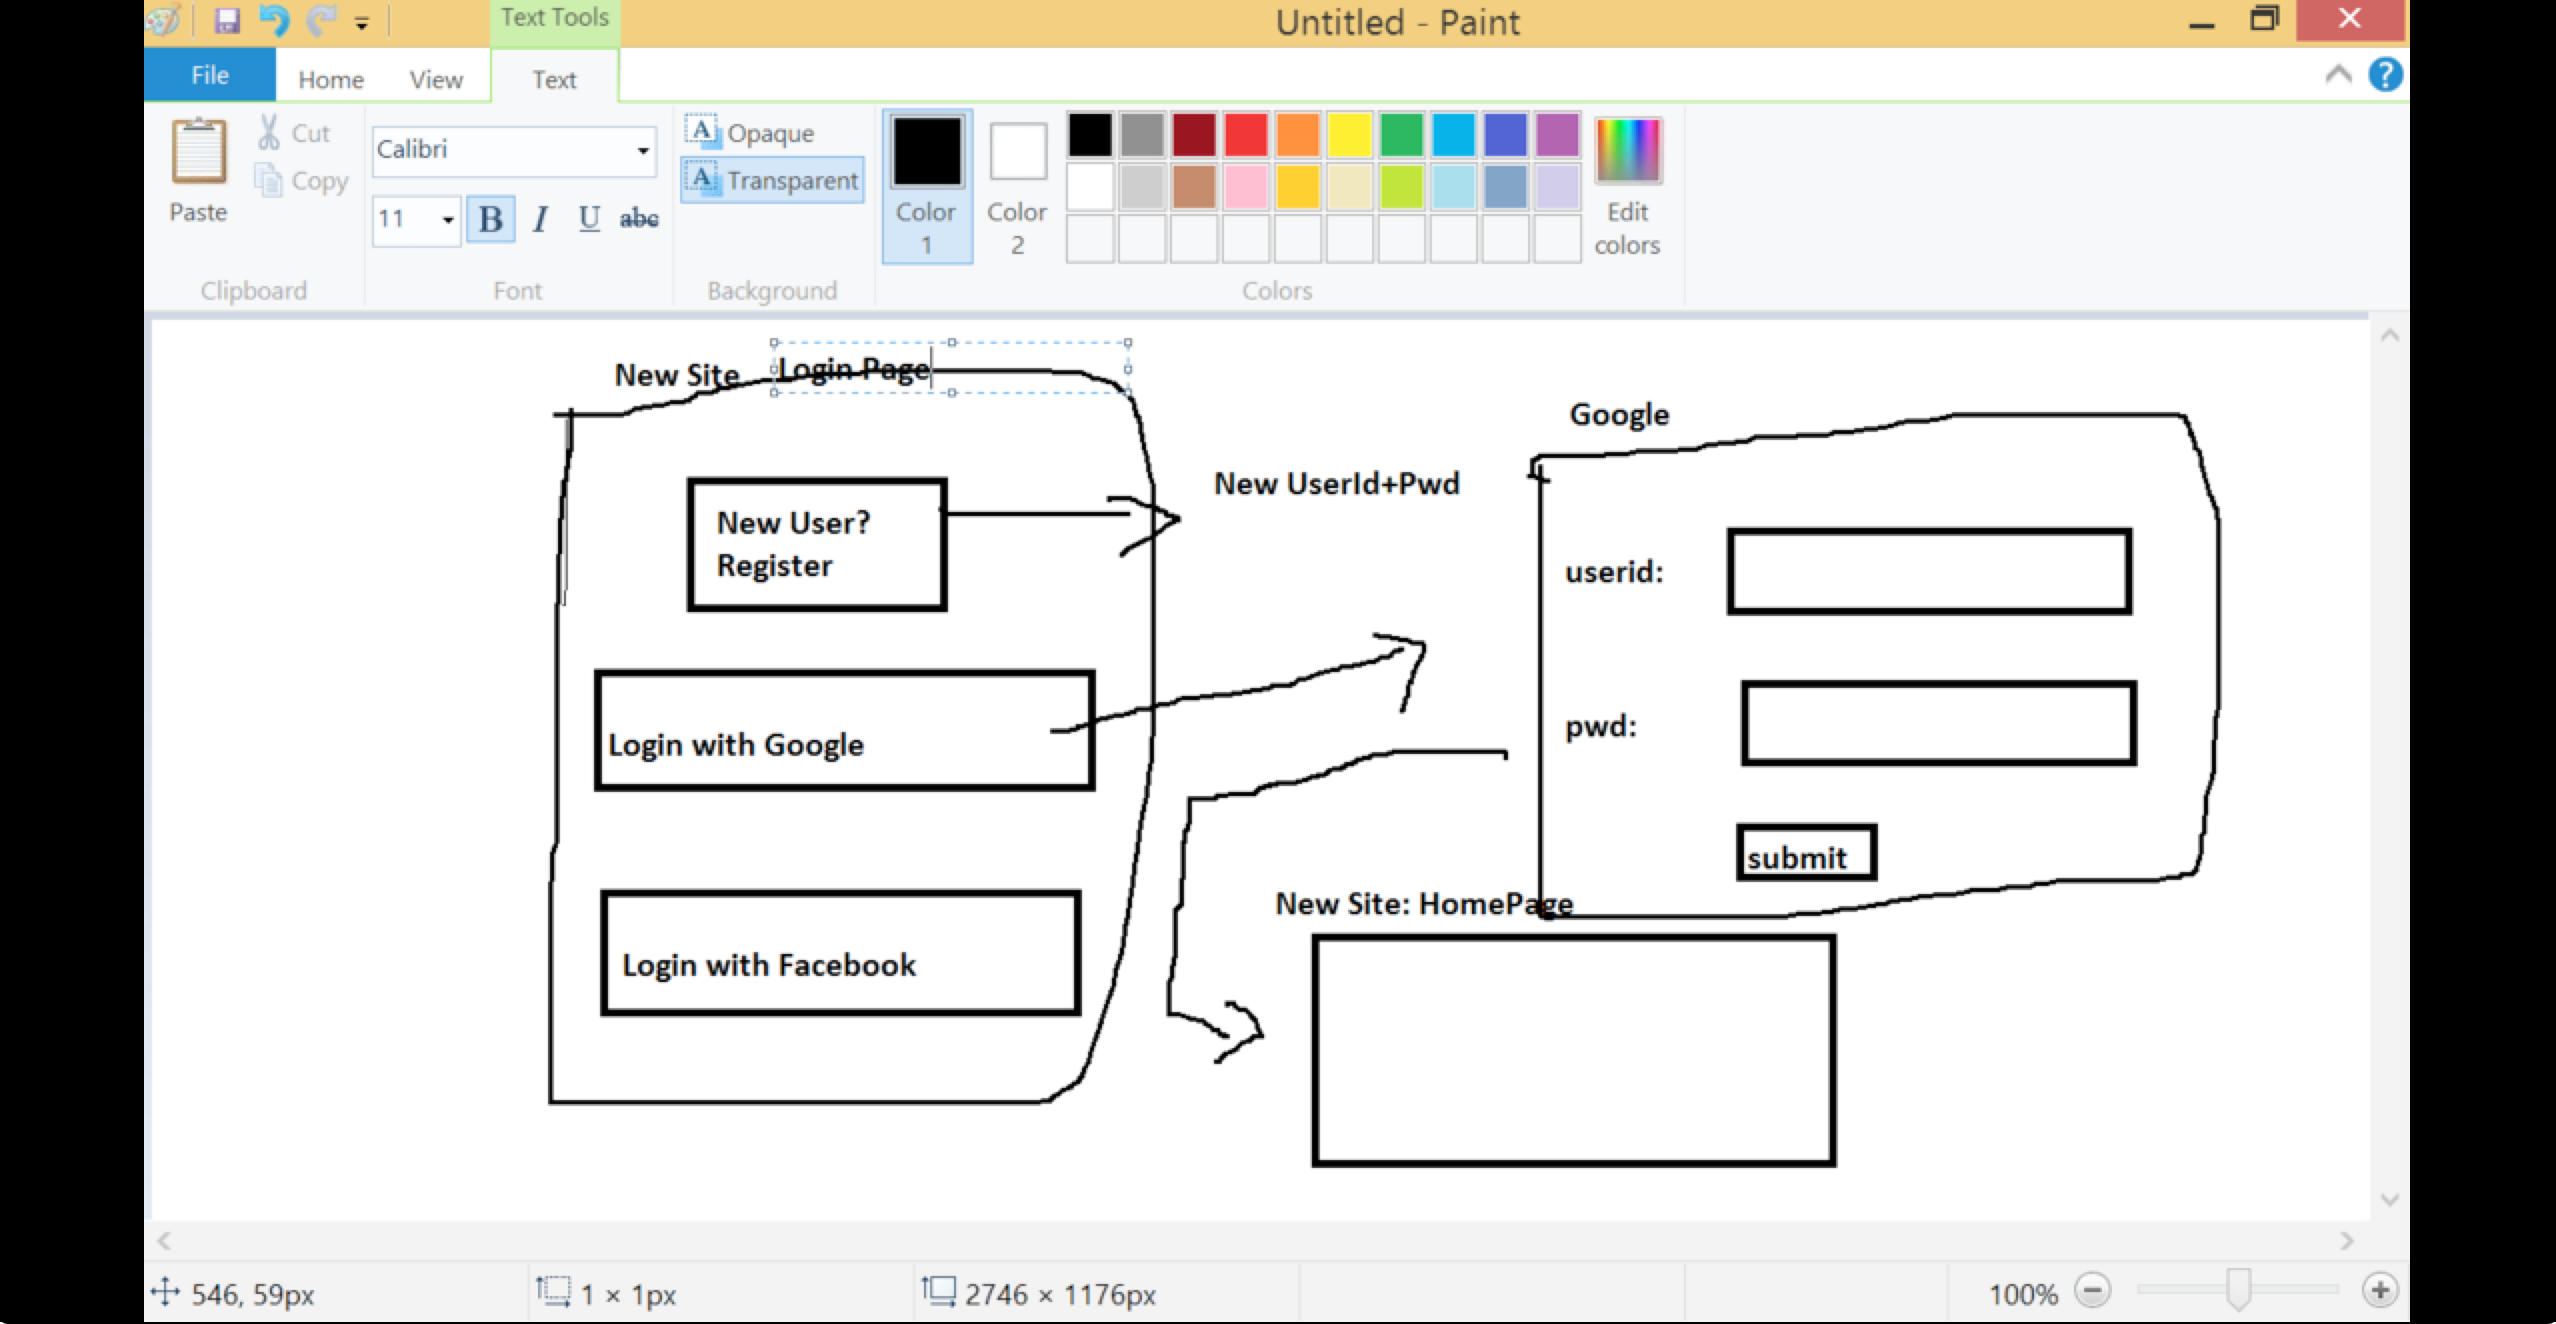 Text Tools
Untitled - Paint
File
Home
View
Text
Cut
Copy
Paste
Calibri
11
B
I
U
abc
Opaque
Transparent
Color
1
Color
2
Edit
colors
Clipboard
Font
Background
Colors
New Site
Login Page
Google
New UserId+Pwd
New User?
Register
userid:
Login with Google
pwd:
submit
New Site: HomePage
Login with Facebook
546, 59px
1 × 1px
2746 × 1176px
100%